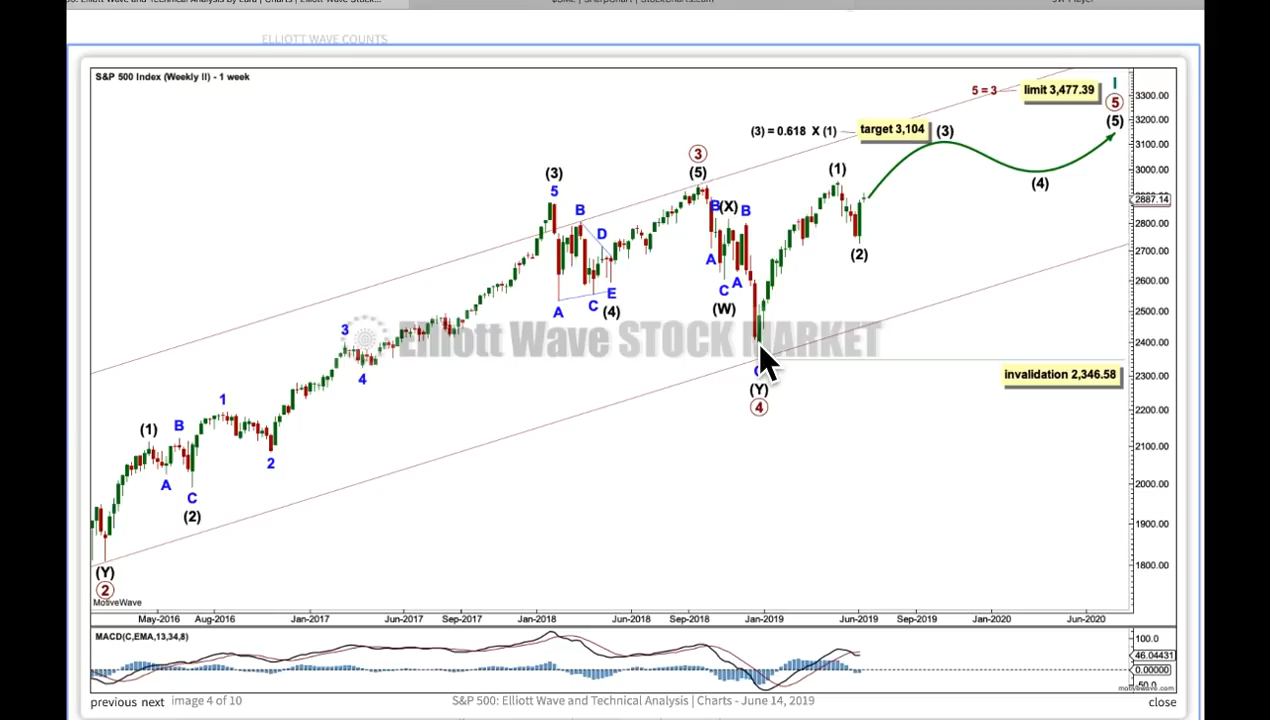 ELLIOTT WAVE COUNTS
S&P 500 Index (Weekly II) - 1 week
5 = 3
limit 3,477.39
I
5
(5)
(3) = 0.618 X (1)
target 3,104
(3)
(4)
3
(5)
(3)
5
B
D
A
C
E
(4)
B
(X)
B
A
C
A
(W)
(Y)
4
(1)
(2)
invalidation 2,346.58
Elliott Wave STOCK MARKET
3
4
1
2
(1)
B
A
C
(2)
(Y)
2
3300.00
3200.00
3100.00
3000.00
2887.14
2800.00
2700.00
2600.00
2500.00
2400.00
2300.00
2200.00
2100.00
2000.00
1900.00
1800.00
MotiveWave
May-2016 Aug-2016 Jan-2017 Jun-2017 Sep-2017 Jan-2018 Jun-2018 Sep-2018 Jan-2019 Jun-2019 Sep-2019 Jan-2020 Jun-2020
MACD(C,EMA,13,34,8)
100.0
46.04431
0.00000
previous next image 4 of 10 S&P 500: Elliott Wave and Technical Analysis | Charts - June 14, 2019 close